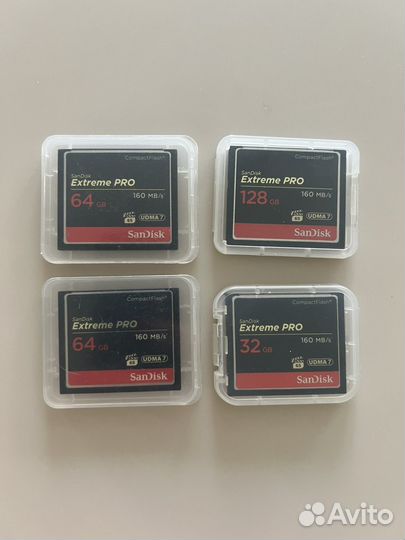 CompactFlash®
SanDisk
Extreme PRO
64 GB
160 MB/s
UDMA 7
SanDisk
CompactFlash®
SanDisk
Extreme PRO
128 GB
160 MB/s
UDMA 7
SanDisk
CompactFlash®
SanDisk
Extreme PRO
64 GB
160 MB/s
UDMA 7
SanDisk
CompactFlash®
SanDisk
Extreme PRO
32 GB
160 MB/s
UDMA 7
SanDisk
Avito